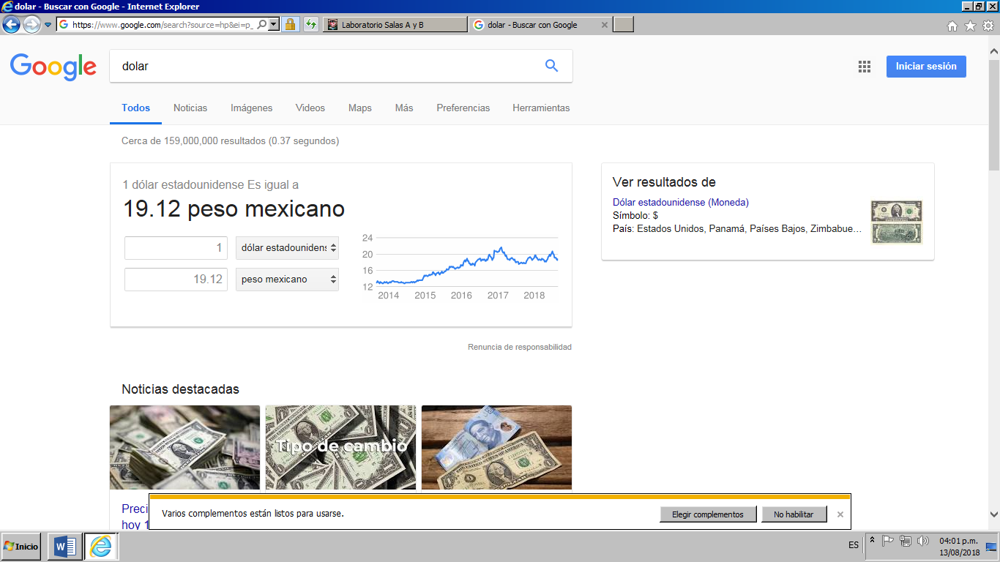 dolar - Buscar con Google - Internet Explorer
https://www.google.com/search?source=hp&ei=p_
Laboratorio Salas A y B
dolar - Buscar con Google
Google
dolar
Iniciar sesión
Todos Noticias Imágenes Videos Maps Más Preferencias Herramientas
Cerca de 159,000,000 resultados (0.37 segundos)
1 dólar estadounidense Es igual a
19.12 peso mexicano
1 dólar estadounidens
19.12 peso mexicano
24
20
16
12
2014 2015 2016 2017 2018
Renuncia de responsabilidad
Ver resultados de
Dólar estadounidense (Moneda)
Símbolo: $
País: Estados Unidos, Panamá, Países Bajos, Zimbabue…
Noticias destacadas
Tipo de cambio
Preci
hoy 1
Varios complementos están listos para usarse.
Elegir complementos
No habilitar
Inicio
ES
04:01 p.m.
13/08/2018